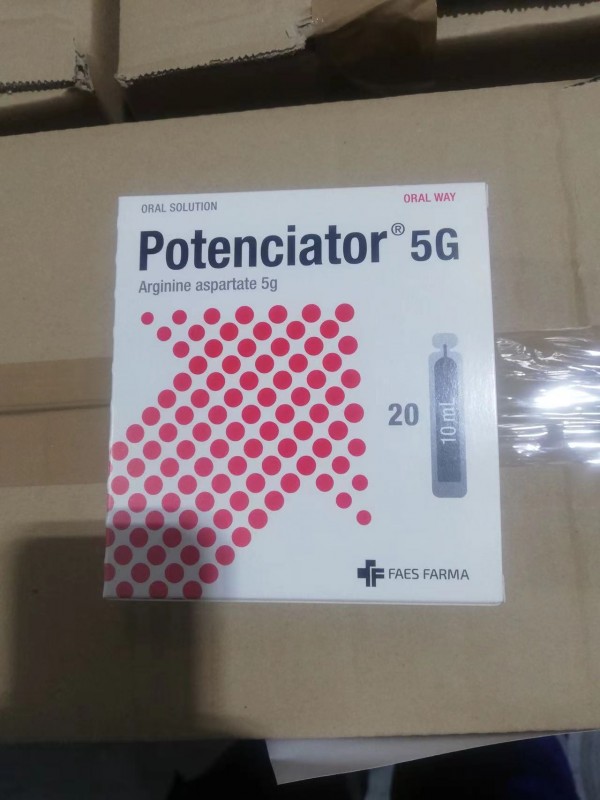 ORAL SOLUTION
ORAL WAY
Potenciator® 5G
Arginine aspartate 5g
20
10 mL
FAES FARMA